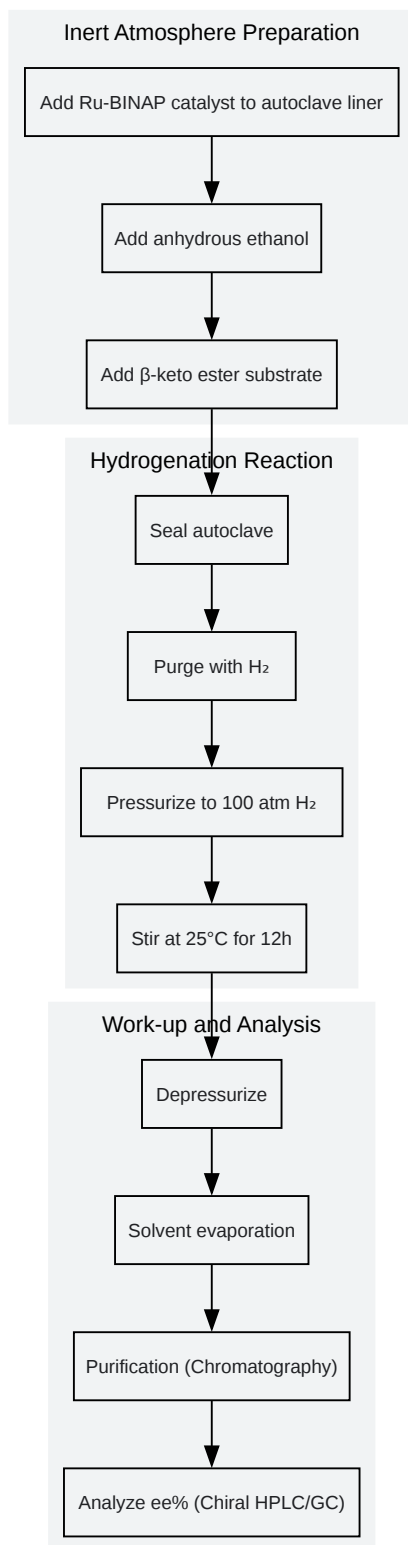 Inert Atmosphere Preparation
Add Ru-BINAP catalyst to autoclave liner
Add anhydrous ethanol
Add β-keto ester substrate
Hydrogenation Reaction
Seal autoclave
Purge with H₂
Pressurize to 100 atm H₂
Stir at 25°C for 12h
Work-up and Analysis
Depressurize
Solvent evaporation
Purification (Chromatography)
Analyze ee% (Chiral HPLC/GC)